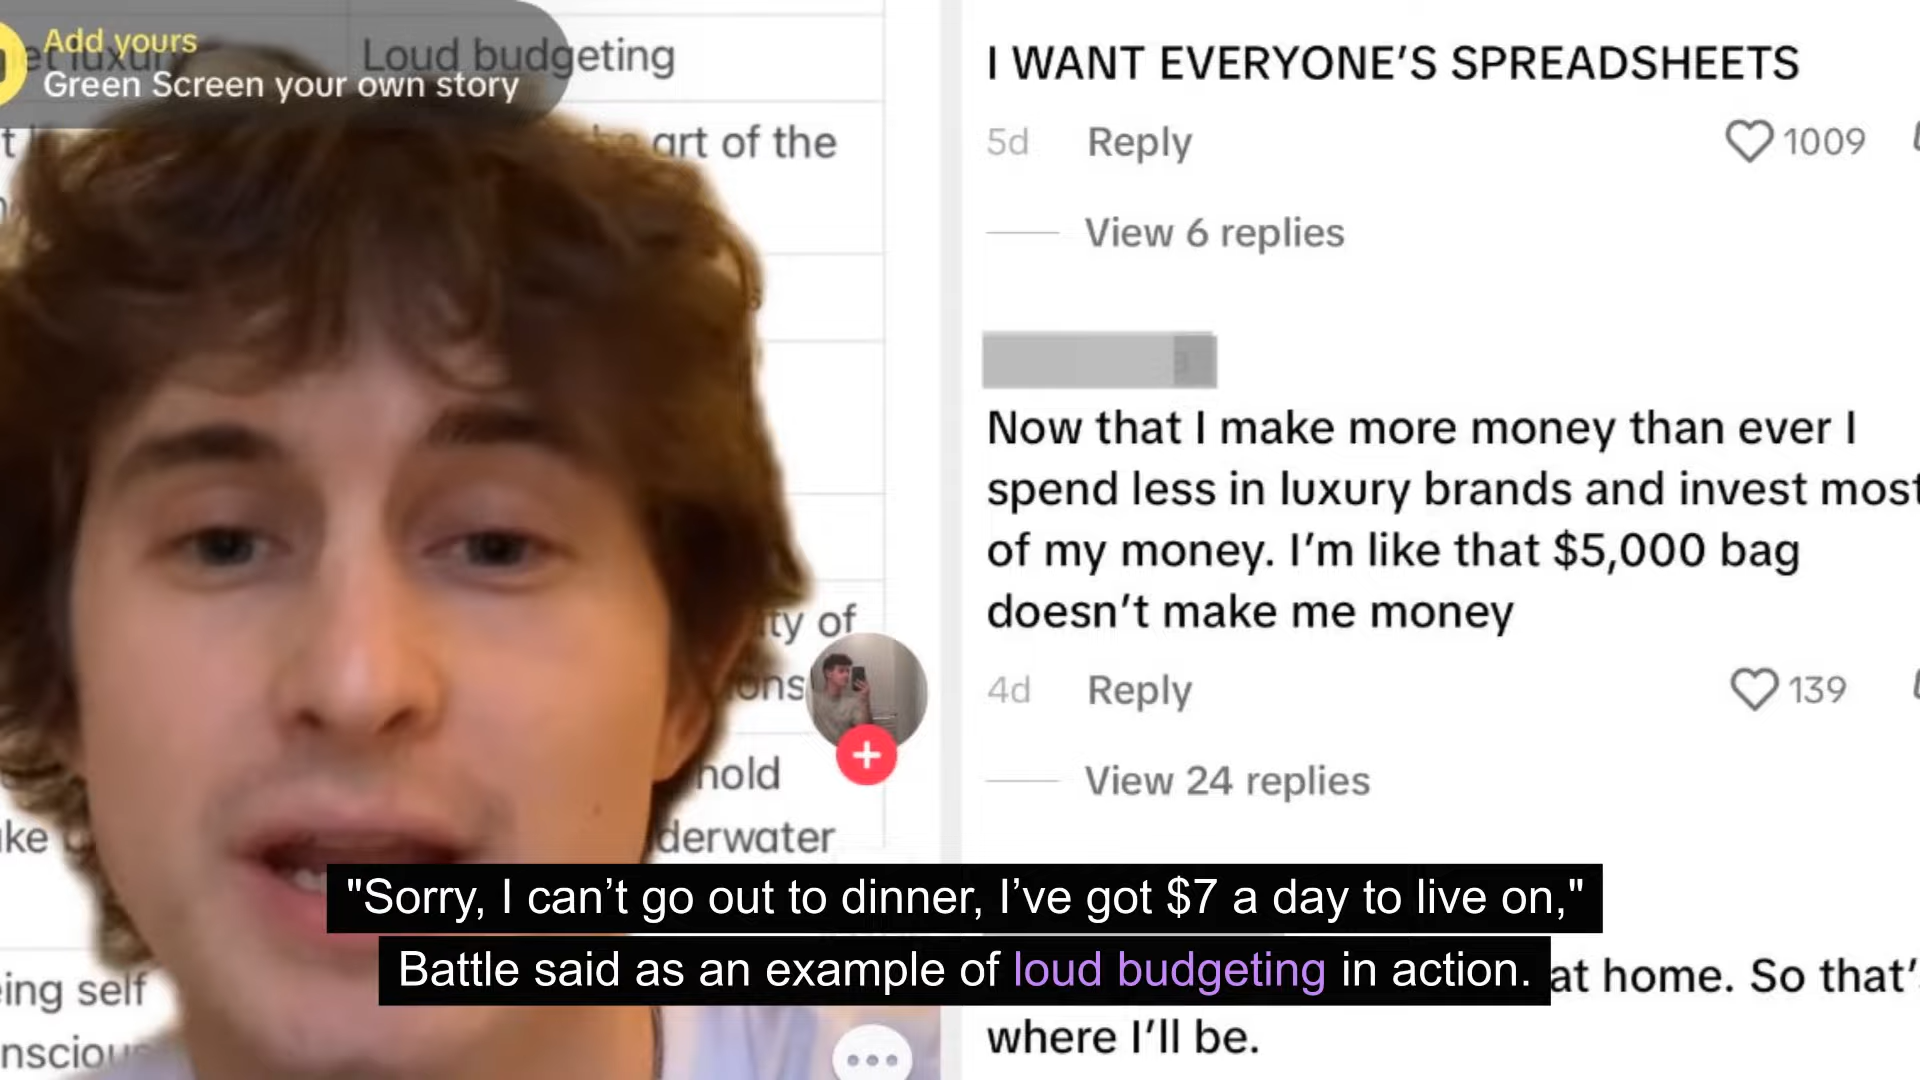 Add yours
Green Screen your own story
Loud budgeting
art of the
ty of
hold
derwater
ing self
I WANT EVERYONE’S SPREADSHEETS
5d Reply 1009
View 6 replies
Now that I make more money than ever I
spend less in luxury brands and invest most
of my money. I’m like that $5,000 bag
doesn’t make me money
4d Reply 139
View 24 replies
at home. So that’s
where I’ll be.
"Sorry, I can’t go out to dinner, I’ve got $7 a day to live on,"
Battle said as an example of loud budgeting in action.